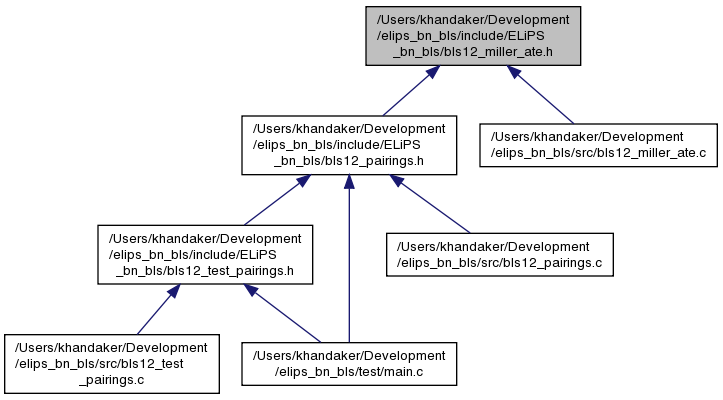 /Users/khandaker/Development
/elips_bn_bls/include/ELiPS
_bn_bls/bls12_miller_ate.h
/Users/khandaker/Development
/elips_bn_bls/include/ELiPS
_bn_bls/bls12_pairings.h
/Users/khandaker/Development
/elips_bn_bls/src/bls12_miller_ate.c
/Users/khandaker/Development
/elips_bn_bls/include/ELiPS
_bn_bls/bls12_test_pairings.h
/Users/khandaker/Development
/elips_bn_bls/src/bls12_pairings.c
/Users/khandaker/Development
/elips_bn_bls/src/bls12_test
_pairings.c
/Users/khandaker/Development
/elips_bn_bls/test/main.c